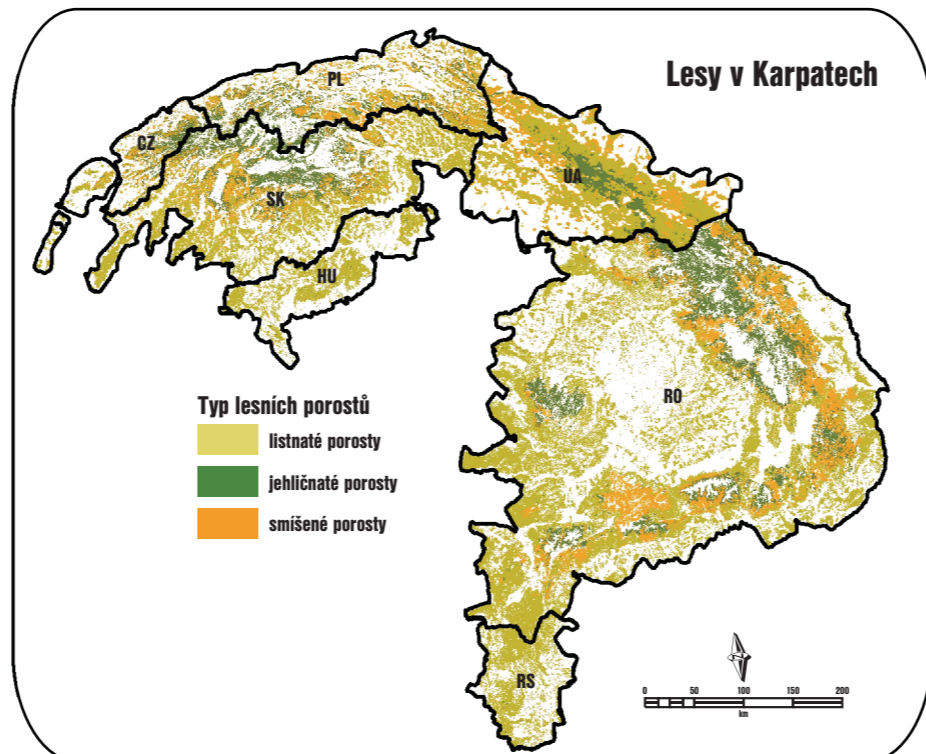 Lesy v Karpatech
PL
CZ
SK
UA
HU
RO
RS
Typ lesních porostů
listnaté porosty
jehličnaté porosty
smíšené porosty
0 50 100 150 200
km